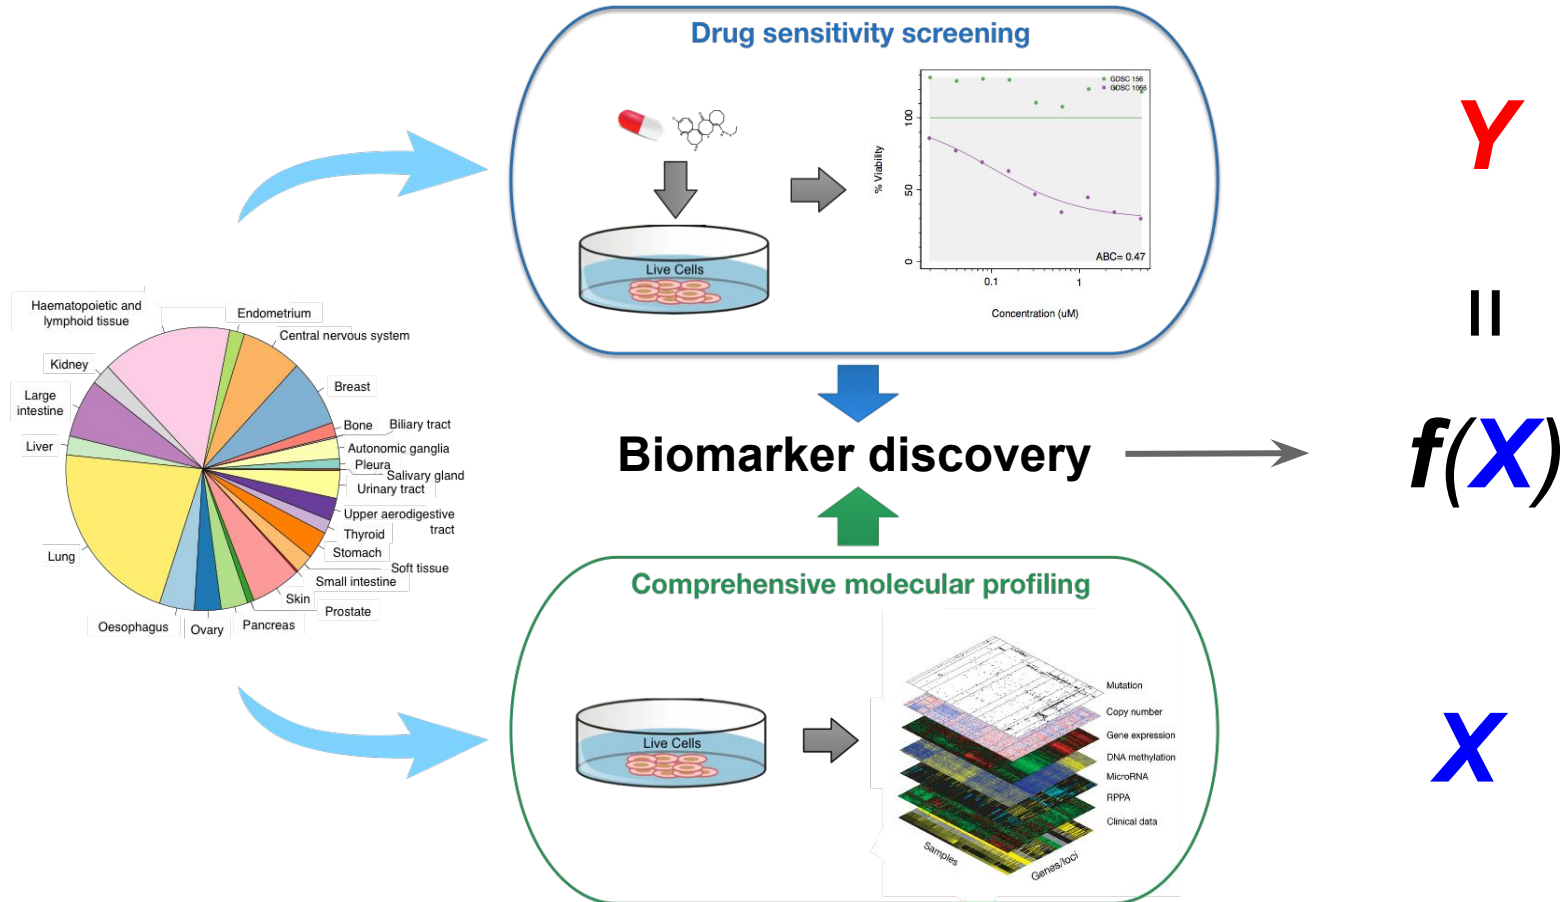 Drug sensitivity screening
GDSC 156
GDSC 1066
100
50
0
% Viability
ABC= 0.47
0.1
1
Concentration (uM)
Live Cells
Y
=
f(X)
X
Haematopoietic and
lymphoid tissue
Endometrium
Central nervous system
Kidney
Breast
Large
intestine
Bone
Biliary tract
Autonomic ganglia
Liver
Pleura
Salivary gland
Urinary tract
Upper aerodigestive
tract
Thyroid
Stomach
Lung
Soft tissue
Small intestine
Skin
Prostate
Pancreas
Ovary
Oesophagus
Biomarker discovery
Comprehensive molecular profiling
Live Cells
Mutation
Copy number
Gene expression
DNA methylation
MicroRNA
RPPA
Clinical data
Samples
Genes/loci